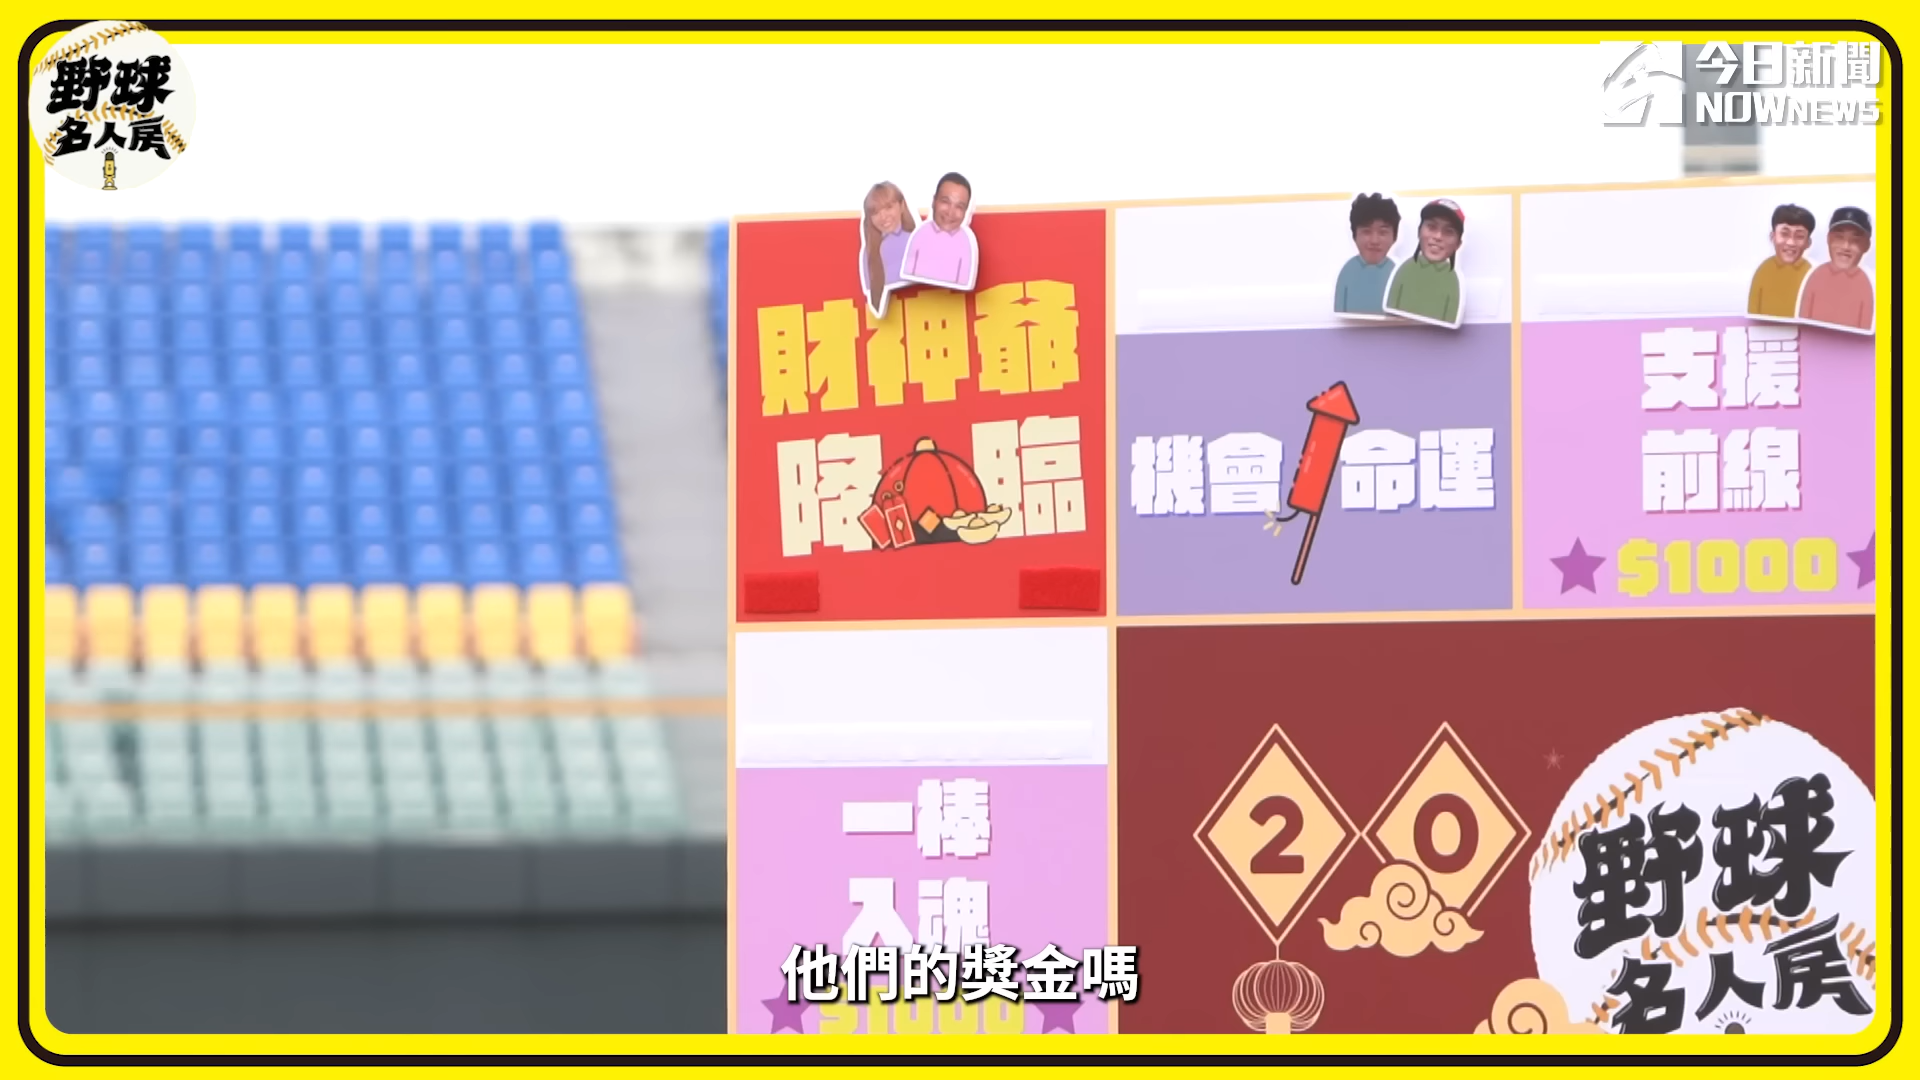 野球
名人房
今日新聞
NOWNEWS
財神爺
降臨
機會命運
支援
前線
$1000
一棒
入魂
$1000
20
野球
名人房
他們的獎金嗎